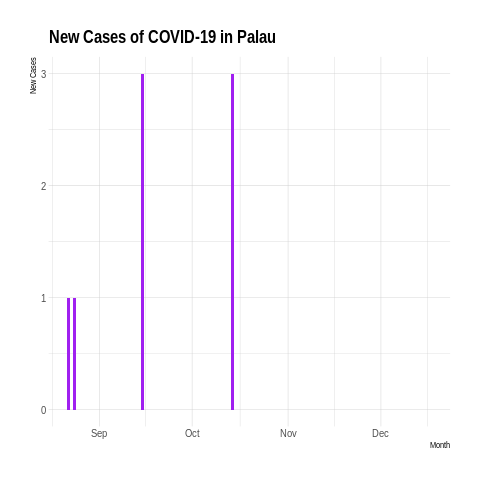 New Cases of COVID-19 in Palau
New Cases
3
2
1
0
Sep Oct Nov Dec
Month